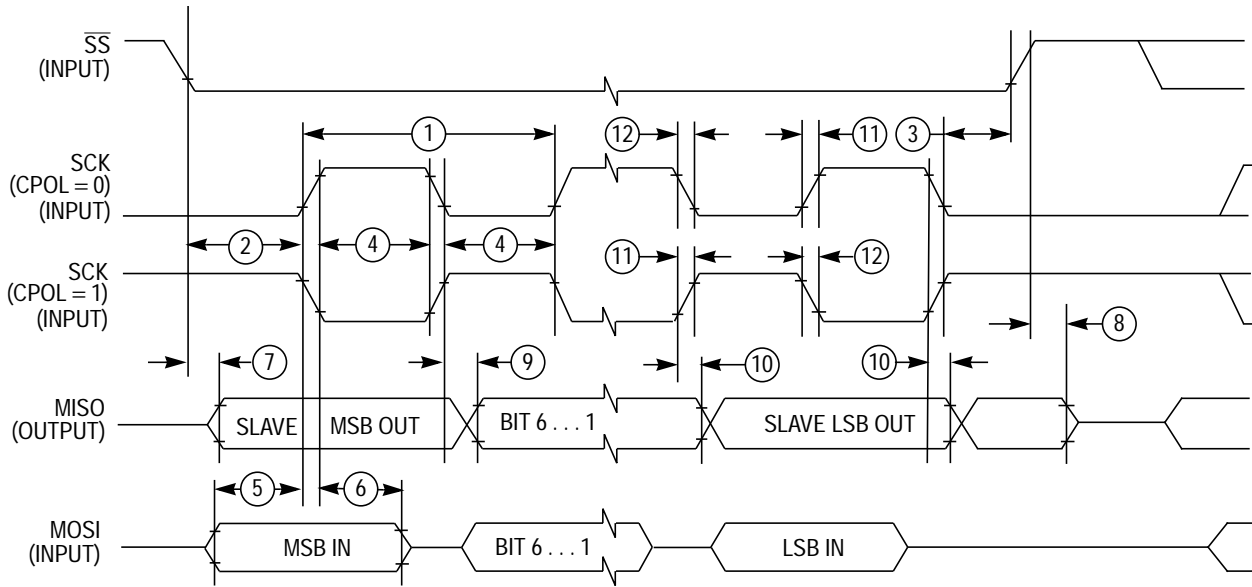 SS
(INPUT)
12 11 3
1
SCK
(CPOL = 0)
(INPUT)
2 4 4
SCK
(CPOL = 1)
(INPUT)
11 12
7 9 10 10 8
MISO
(OUTPUT)
SLAVE MSB OUT BIT 6 . . . 1 SLAVE LSB OUT
5 6
MOSI
(INPUT)
MSB IN BIT 6 . . . 1 LSB IN